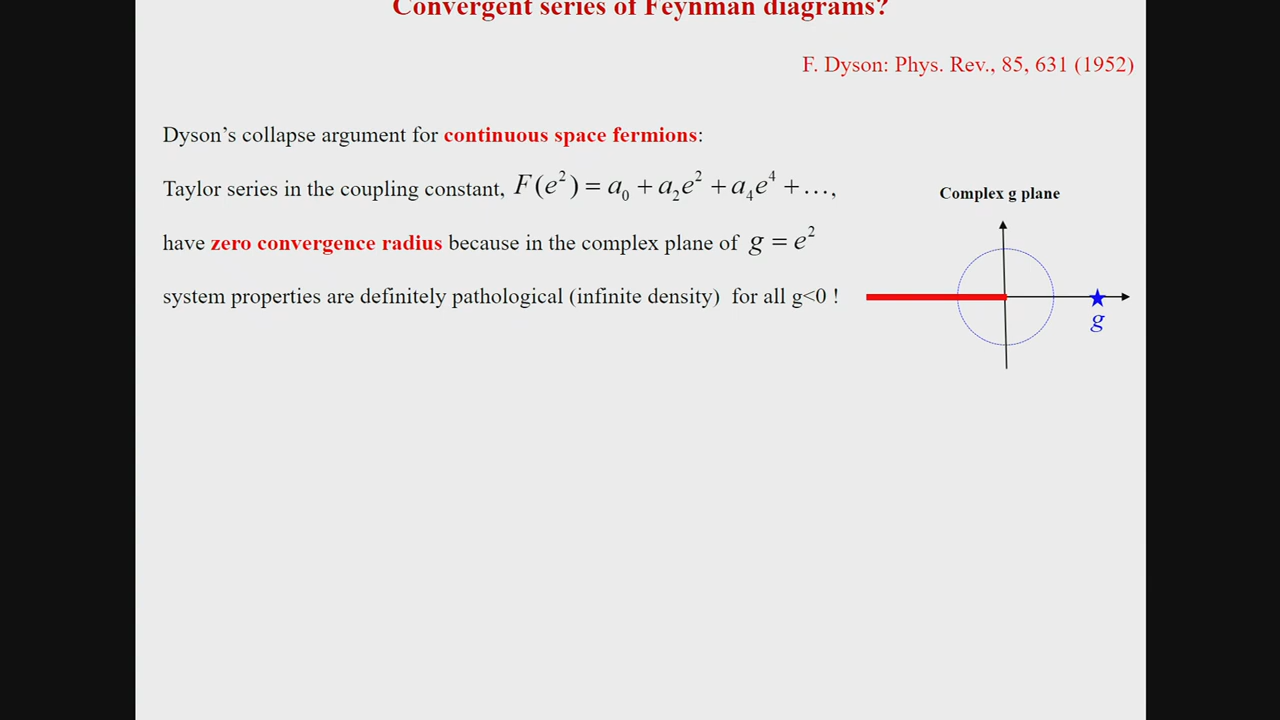 Convergent series of Feynman diagrams?
F. Dyson: Phys. Rev., 85, 631 (1952)
Dyson’s collapse argument for continuous space fermions:
Taylor series in the coupling constant, F(e²) = a₀ + a₂e² + a₄e⁴ + …,
Complex g plane
have zero convergence radius because in the complex plane of g = e²
system properties are definitely pathological (infinite density) for all g<0 !
g